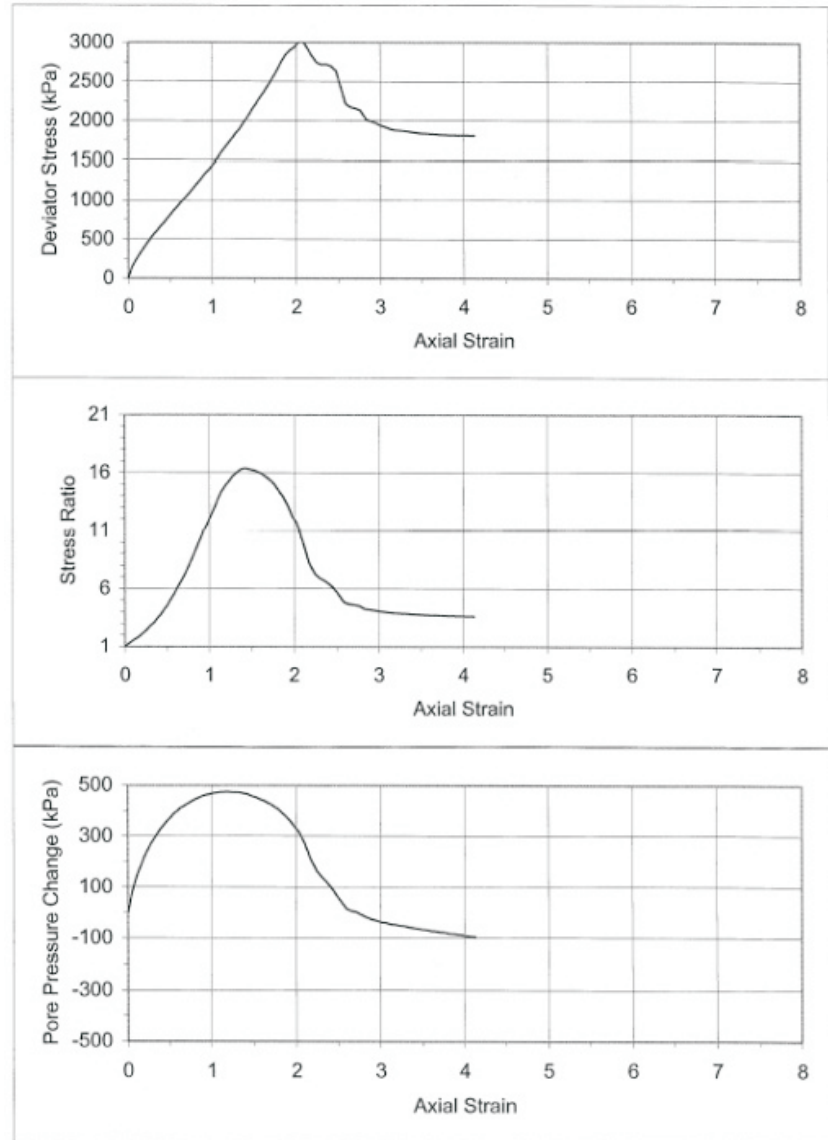 Deviator Stress (kPa)
3000
2500
2000
1500
1000
500
0
0 1 2 3 4 5 6 7 8
Axial Strain
Stress Ratio
21
16
11
6
1
0 1 2 3 4 5 6 7 8
Axial Strain
Pore Pressure Change (kPa)
500
300
100
-100
-300
-500
0 1 2 3 4 5 6 7 8
Axial Strain